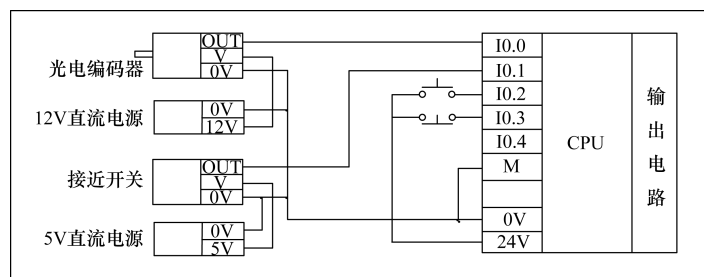 光电编码器
OUT
V
0V
12V直流电源
0V
12V
接近开关
OUT
V
0V
5V直流电源
0V
5V
I0.0
I0.1
I0.2
I0.3
I0.4
M
0V
24V
CPU
输出电路